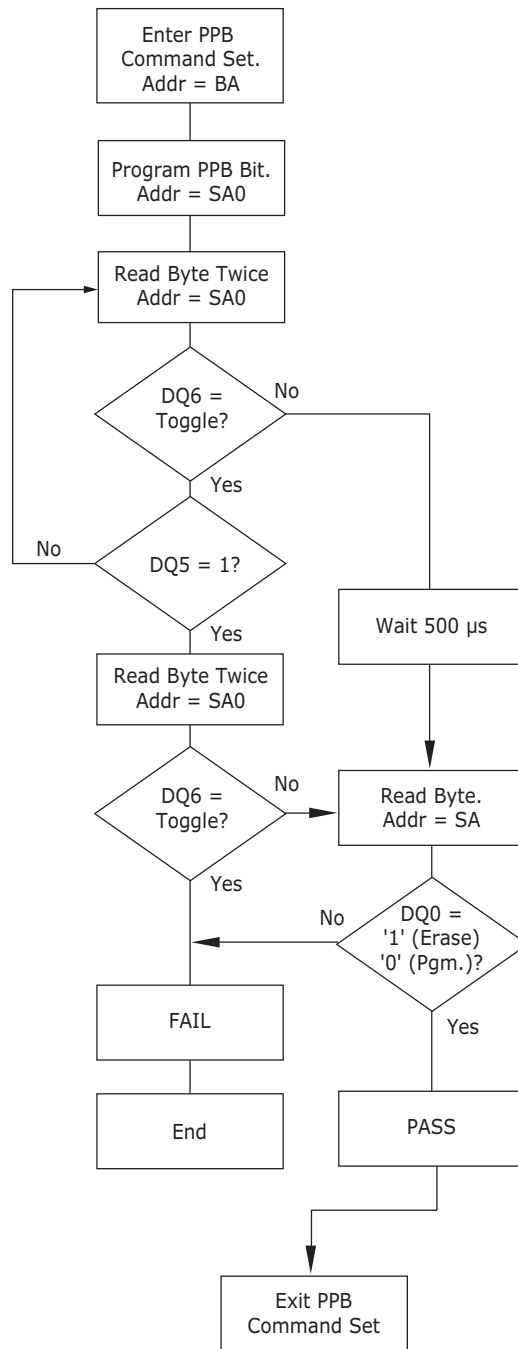 Enter PPB
Command Set.
Addr = BA
Program PPB Bit.
Addr = SA0
Read Byte Twice
Addr = SA0
DQ6 =
Toggle?
No
Yes
No
DQ5 = 1?
Yes
Wait 500 µs
Read Byte Twice
Addr = SA0
DQ6 =
Toggle?
No
Yes
Read Byte.
Addr = SA
No
DQ0 =
'1' (Erase)
'0' (Pgm.)?
Yes
FAIL
PASS
End
Exit PPB
Command Set